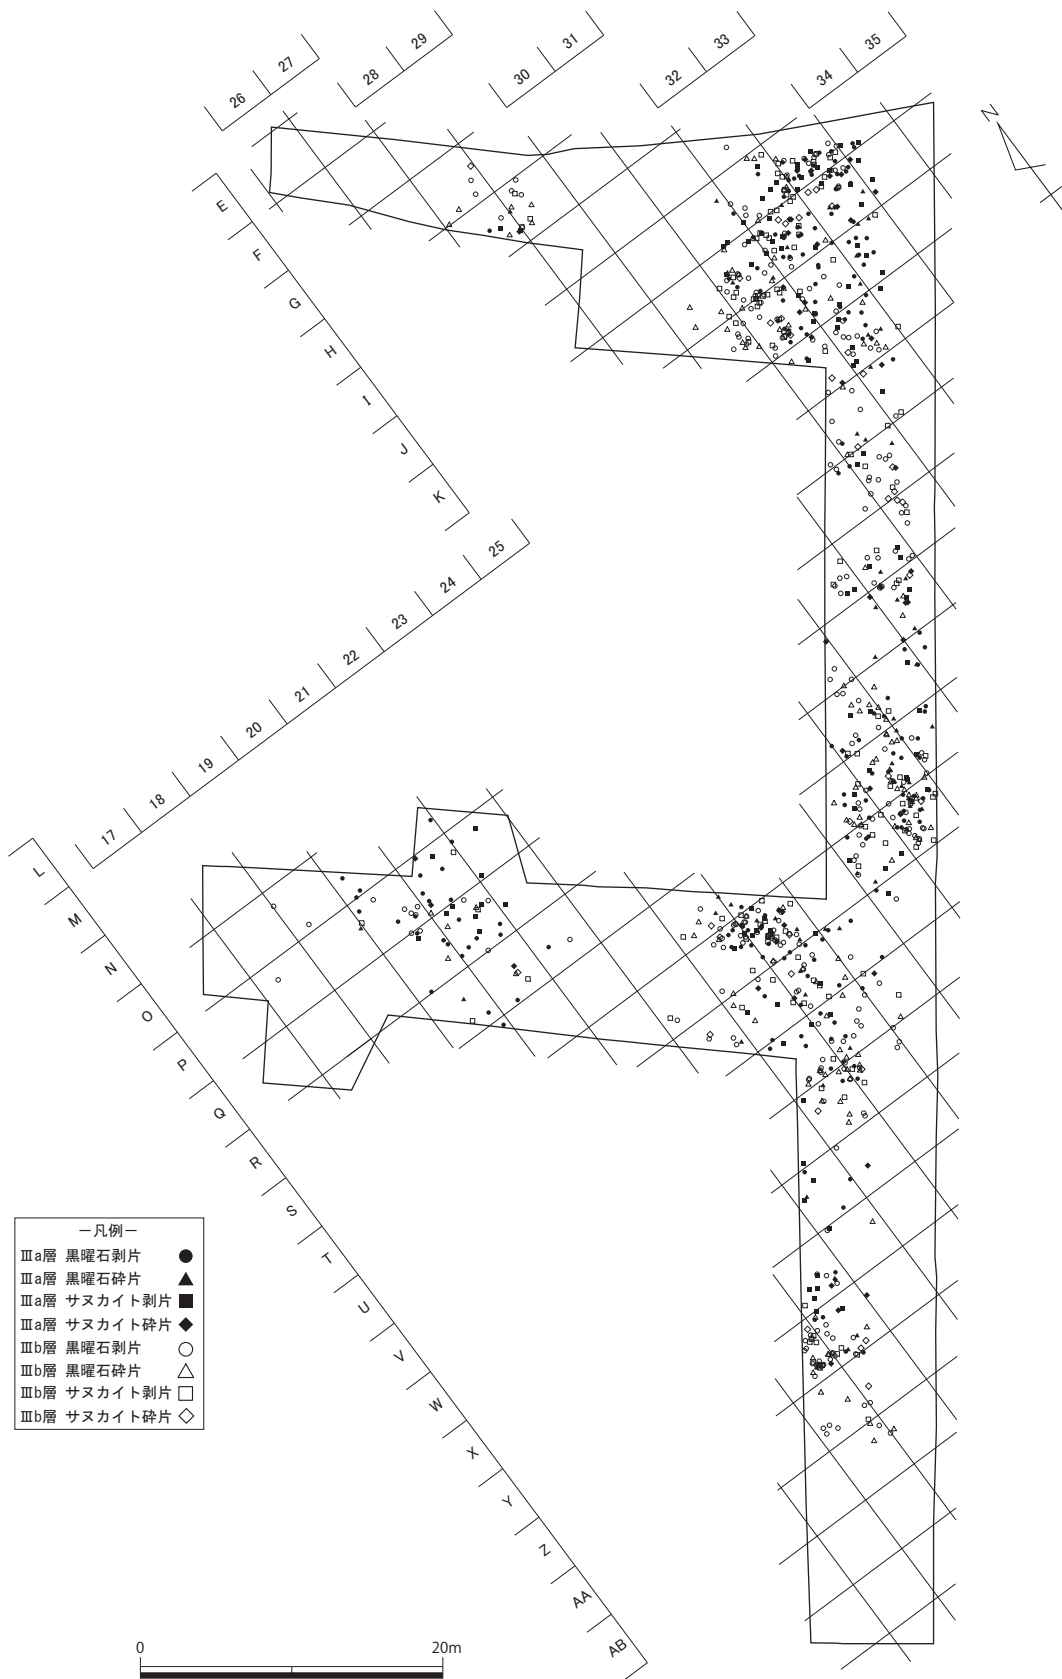 26 27
28 29
30 31
32 33
34 35
N
E
F
G
H
I
J
K
25
24
23
22
21
20
19
18
17
L
M
N
O
P
Q
R
S
T
U
V
W
X
Y
Z
AA
AB
－凡例－
Ⅲa層 黒曜石剥片 ●
Ⅲa層 黒曜石砕片 ▲
Ⅲa層 サヌカイト剥片 ■
Ⅲa層 サヌカイト砕片 ◆
Ⅲb層 黒曜石剥片 ○
Ⅲb層 黒曜石砕片 △
Ⅲb層 サヌカイト剥片 □
Ⅲb層 サヌカイト砕片 ◇
0 20m